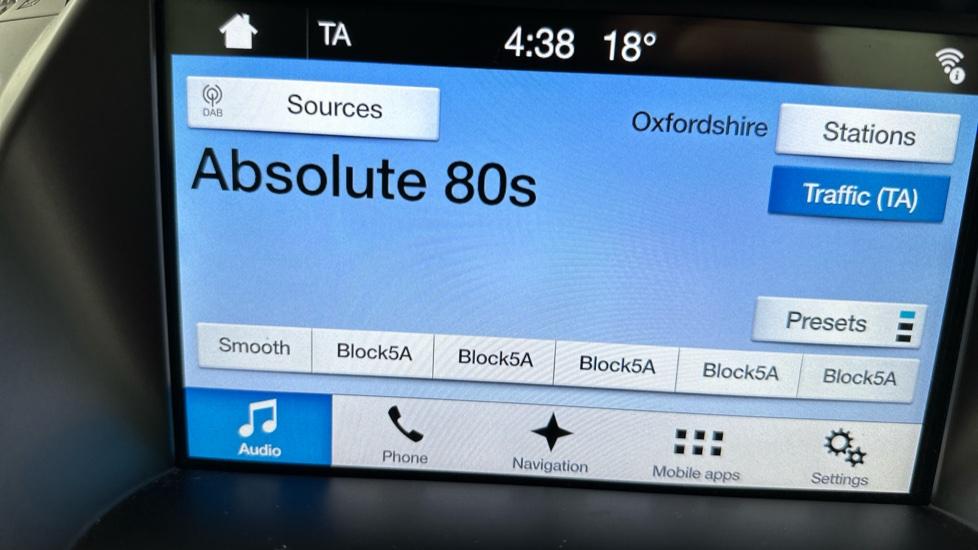 TA 4:38 18°
DAB Sources
Oxfordshire Stations
Absolute 80s
Traffic (TA)
Presets
Smooth Block5A Block5A Block5A Block5A Block5A
Audio Phone Navigation Mobile apps Settings